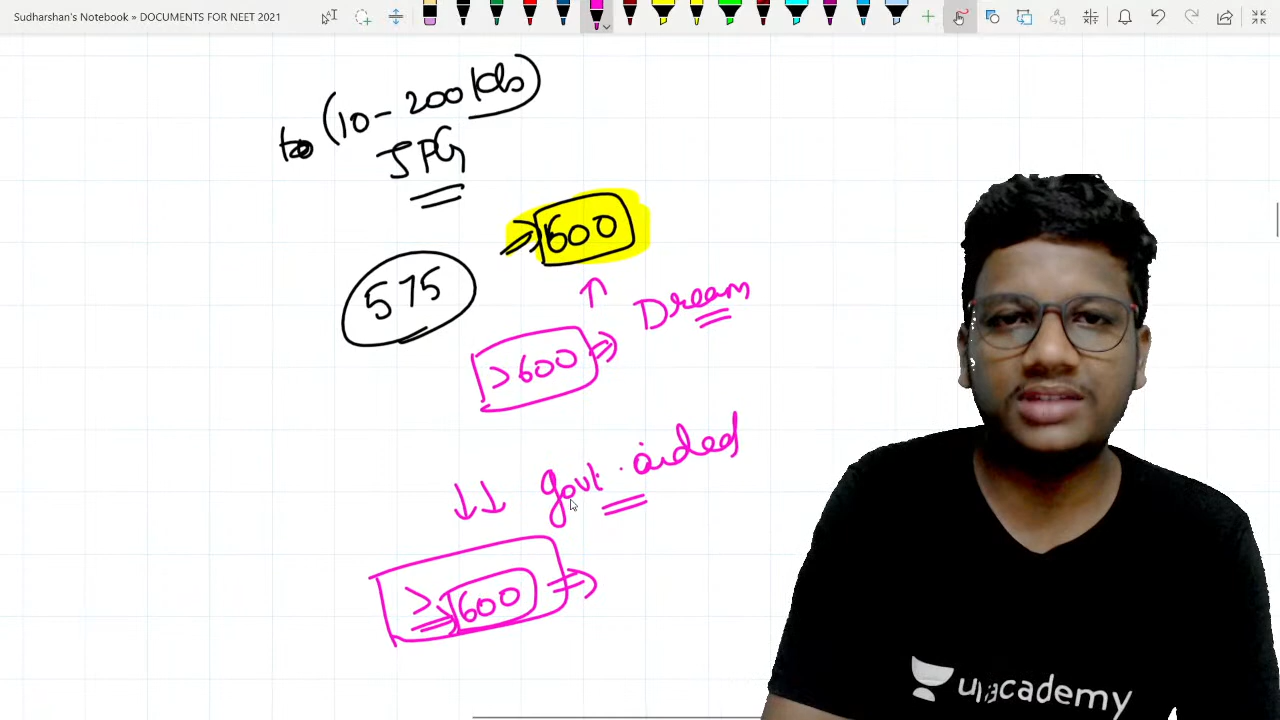 Sudharshan's Notebook » DOCUMENTS FOR NEET 2021
to (10-200 kb)
JPG
⇒ 600
575
↑ Dream
>600 ⇒
↓↓ govt. aided
> ⇒ 600 ⇒
unacademy